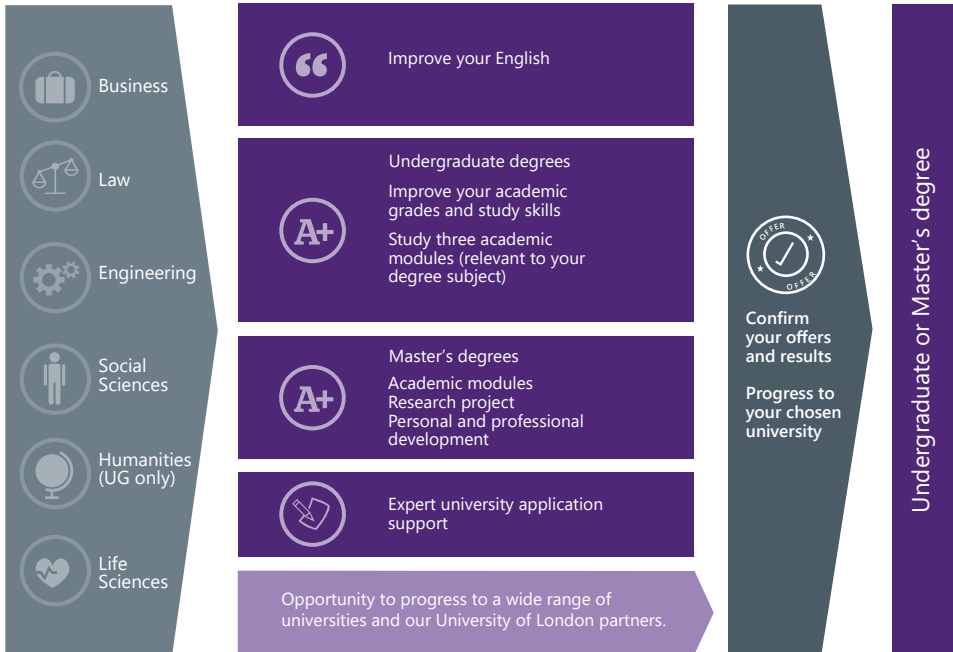 Business
Law
Engineering
Social
Sciences
Humanities
(UG only)
Life
Sciences
Improve your English
A+
Undergraduate degrees
Improve your academic
grades and study skills
Study three academic
modules (relevant to your
degree subject)
A+
Master's degrees
Academic modules
Research project
Personal and professional
development
Expert university application
support
Opportunity to progress to a wide range of
universities and our University of London partners.
OFFER
OFFER
Confirm
your offers
and results
Progress to
your chosen
university
Undergraduate or Master's degree